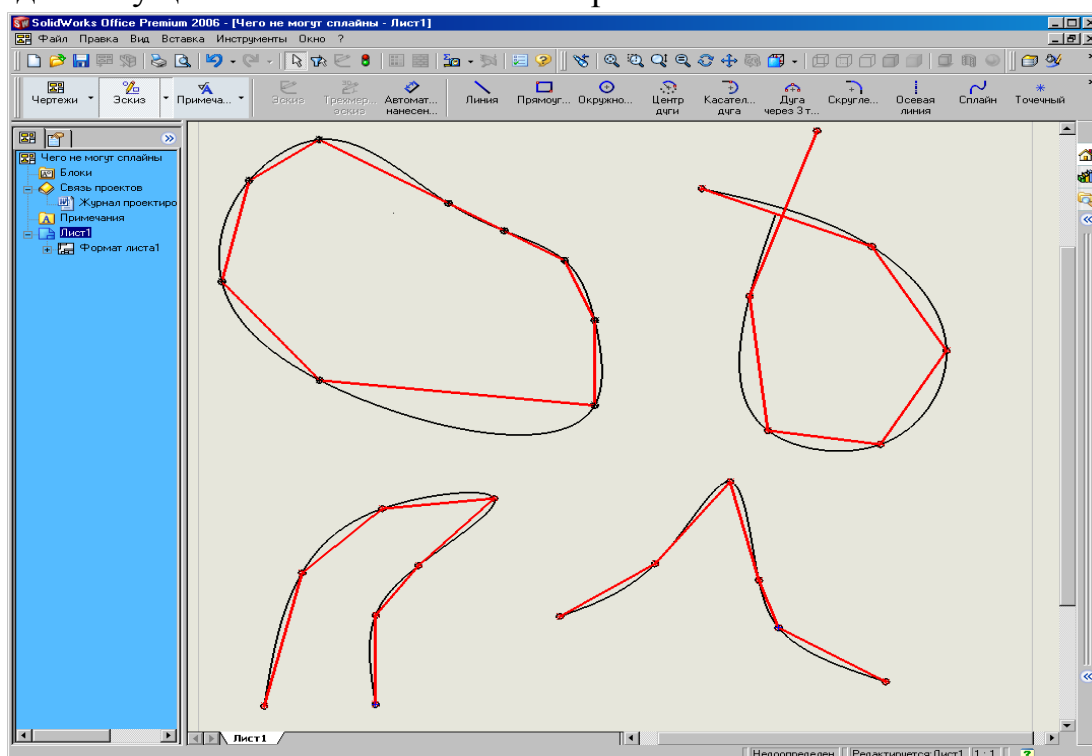 SolidWorks Office Premium 2006 - [Чего не могут сплайны - Лист1]
Файл Правка Вид Вставка Инструменты Окно ?
Чертежи Эскиз Примеча... Эскиз Трехмер... эскиз Автомат... нанесен... Линия Прямоуг... Окружно... Центр дуги Касател... дуга Дуга через 3 т... Скругле... Осевая линия Сплайн Точечный
Чего не могут сплайны
Блоки
Связь проектов
Журнал проектиро
Примечания
Лист1
Формат листа1
Лист1
Недоопределен Редактируется Лист1 1 : 1